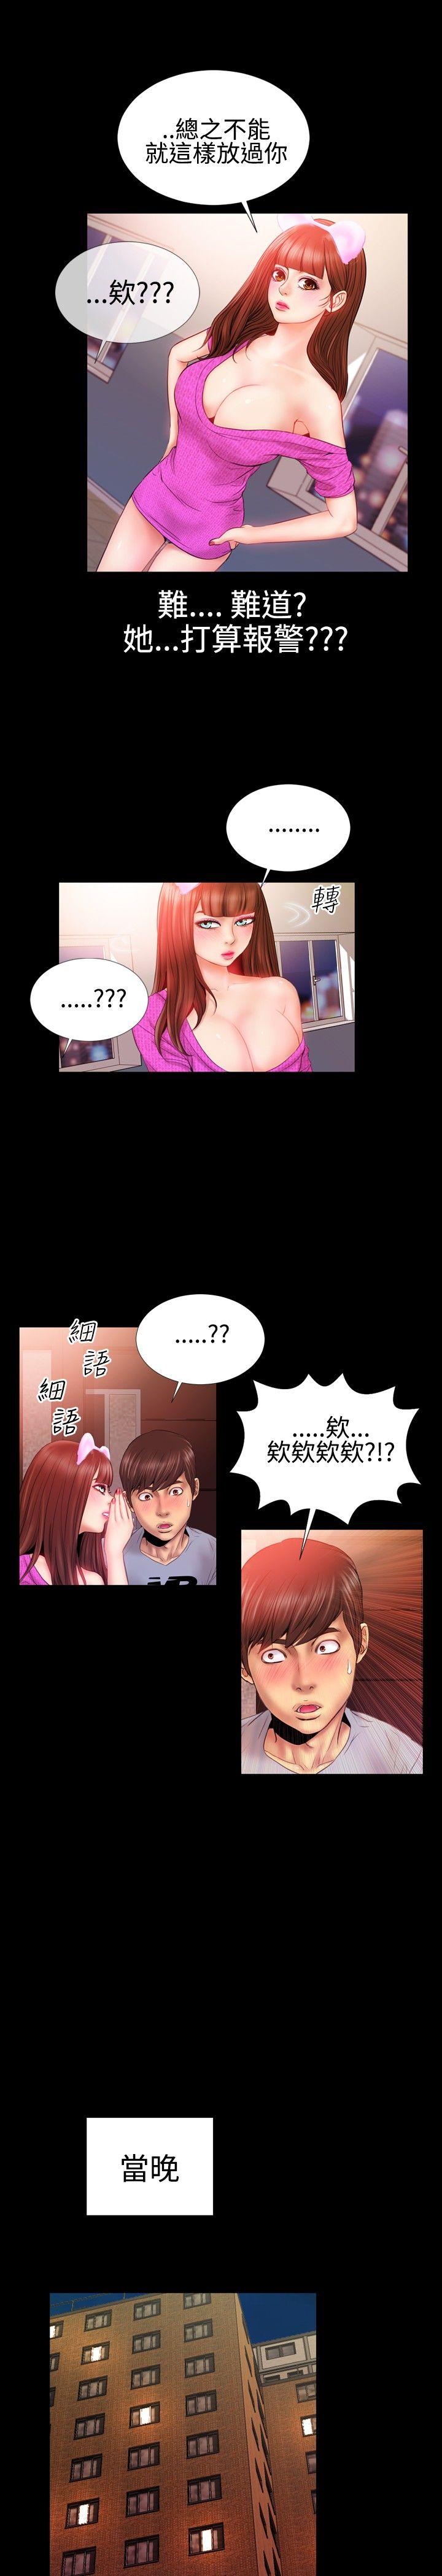 ..總之不能
就這樣放過你
...欸???
難.... 難道?
她...打算報警???
........
轉
.....???
細
語
細
語
.....??
.....欸...
欸欸欸欸?!?
當晚